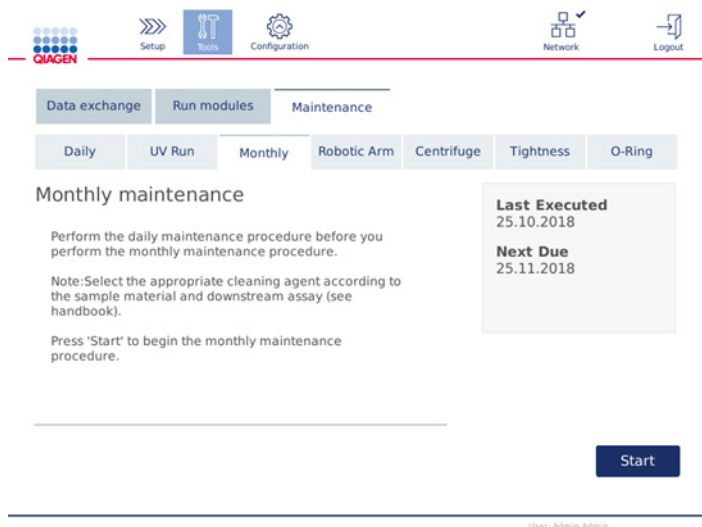 QIAGEN
Setup
Tools
Configuration
Network
Logout
Data exchange
Run modules
Maintenance
Daily
UV Run
Monthly
Robotic Arm
Centrifuge
Tightness
O-Ring
Monthly maintenance
Perform the daily maintenance procedure before you
perform the monthly maintenance procedure.
Note:Select the appropriate cleaning agent according to
the sample material and downstream assay (see
handbook).
Press 'Start' to begin the monthly maintenance
procedure.
Last Executed
25.10.2018
Next Due
25.11.2018
Start
User: Admin Admin